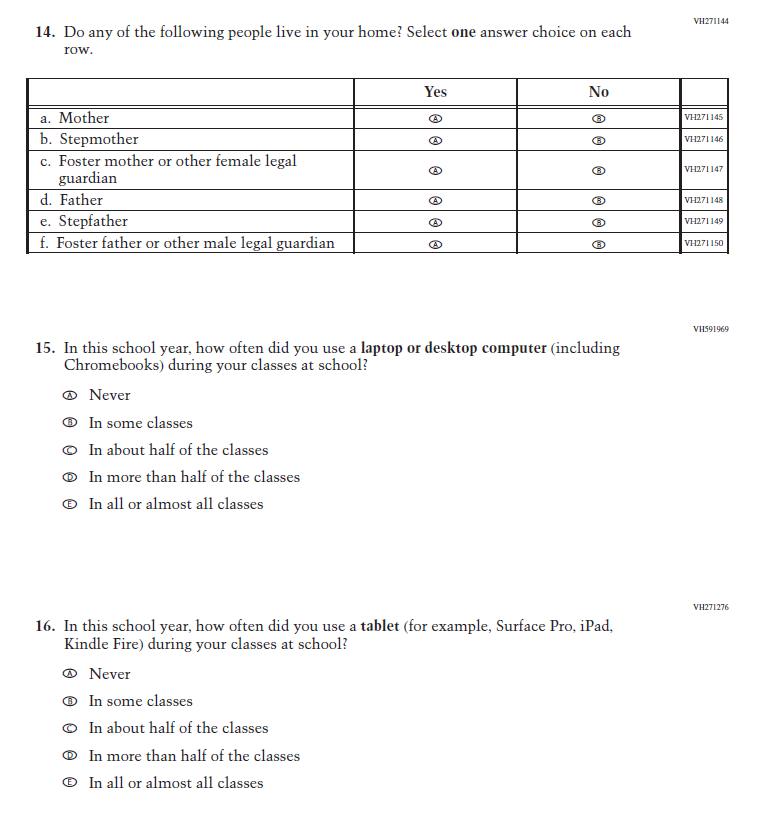 VH271144
14. Do any of the following people live in your home? Select one answer choice on each
row.
Yes No
a. Mother Ⓐ Ⓑ VH271145
b. Stepmother Ⓐ Ⓑ VH271146
c. Foster mother or other female legal
guardian Ⓐ Ⓑ VH271147
d. Father Ⓐ Ⓑ VH271148
e. Stepfather Ⓐ Ⓑ VH271149
f. Foster father or other male legal guardian Ⓐ Ⓑ VH271150
VH591969
15. In this school year, how often did you use a laptop or desktop computer (including
Chromebooks) during your classes at school?
Ⓐ Never
Ⓑ In some classes
Ⓒ In about half of the classes
Ⓓ In more than half of the classes
Ⓔ In all or almost all classes
VH271276
16. In this school year, how often did you use a tablet (for example, Surface Pro, iPad,
Kindle Fire) during your classes at school?
Ⓐ Never
Ⓑ In some classes
Ⓒ In about half of the classes
Ⓓ In more than half of the classes
Ⓔ In all or almost all classes